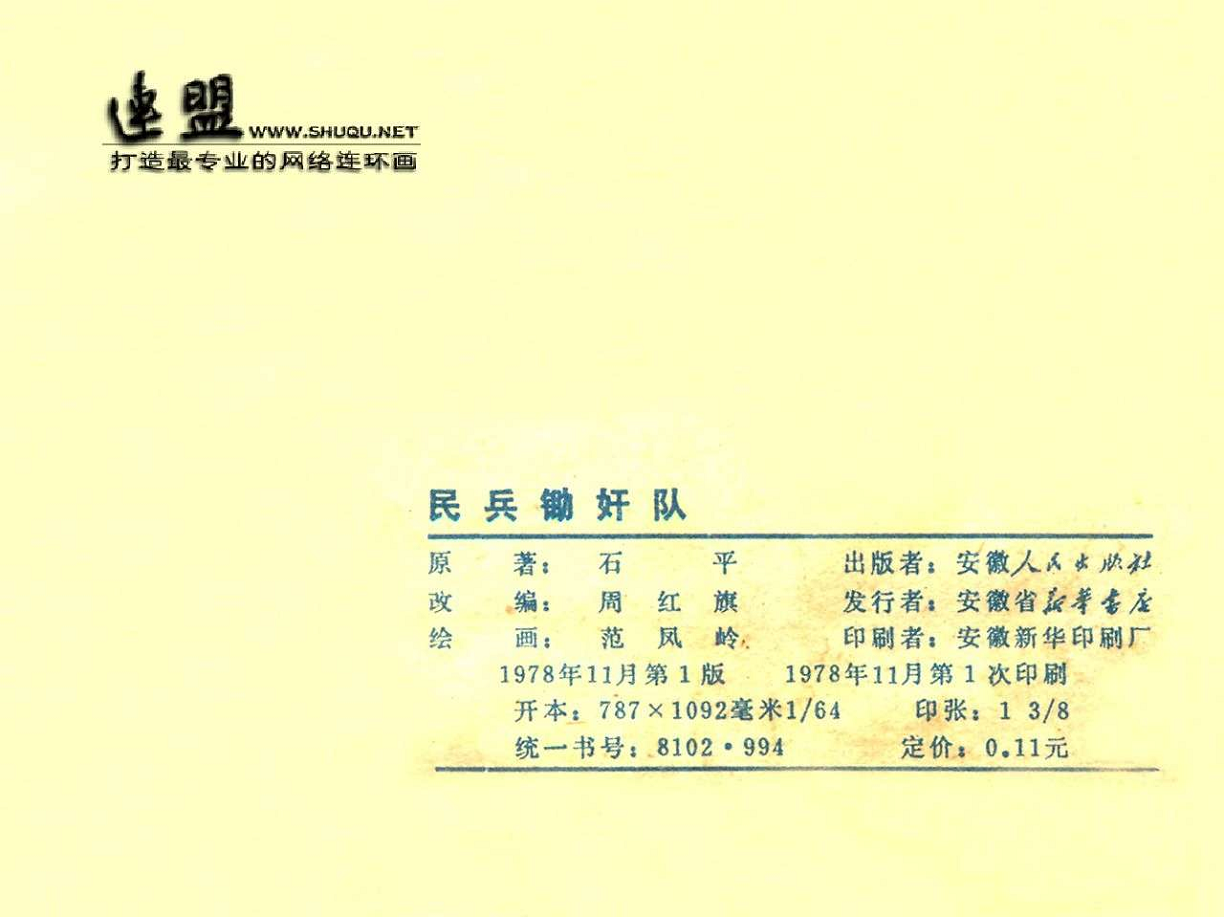 连盟 WWW.SHUQU.NET
打造最专业的网络连环画
民兵锄奸队
原著：石平 出版者：安徽人民出版社
改编：周红旗 发行者：安徽省新华书店
绘画：范凤岭 印刷者：安徽新华印刷厂
1978年11月第1版 1978年11月第1次印刷
开本：787×1092毫米1/64 印张：1 3/8
统一书号：8102·994 定价：0.11元